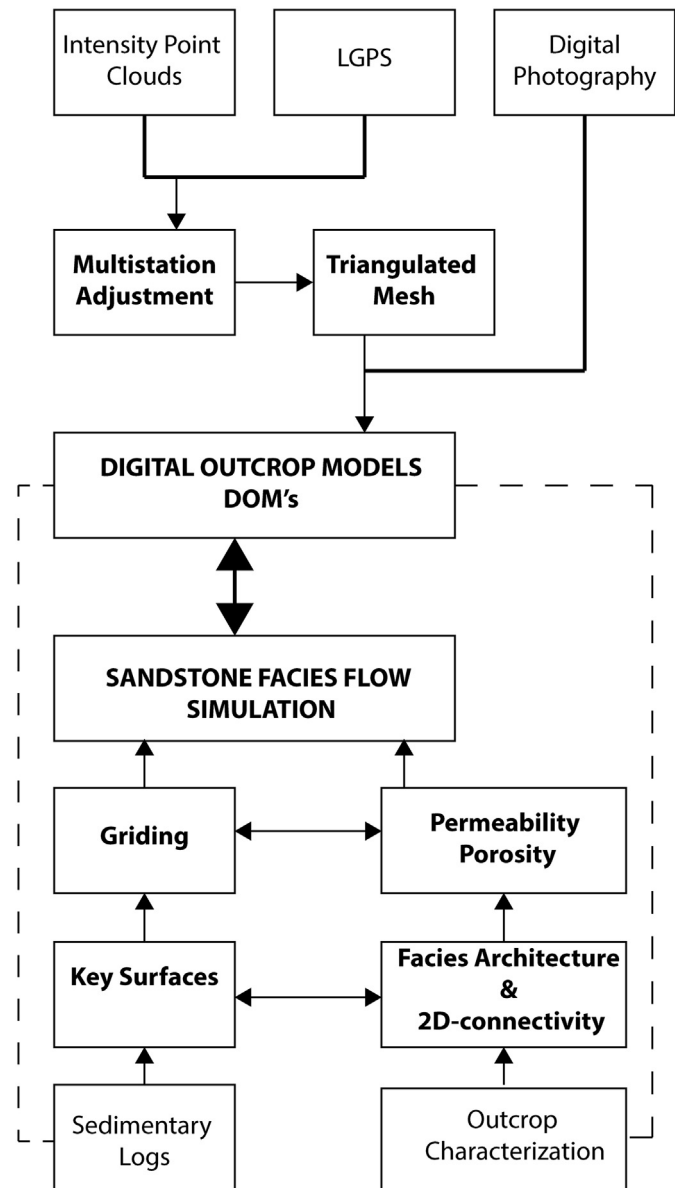 Intensity Point
Clouds
LGPS
Digital
Photography
Multistation
Adjustment
Triangulated
Mesh
DIGITAL OUTCROP MODELS
DOM's
SANDSTONE FACIES FLOW
SIMULATION
Griding
Permeability
Porosity
Key Surfaces
Facies Architecture
&
2D-connectivity
Sedimentary
Logs
Outcrop
Characterization